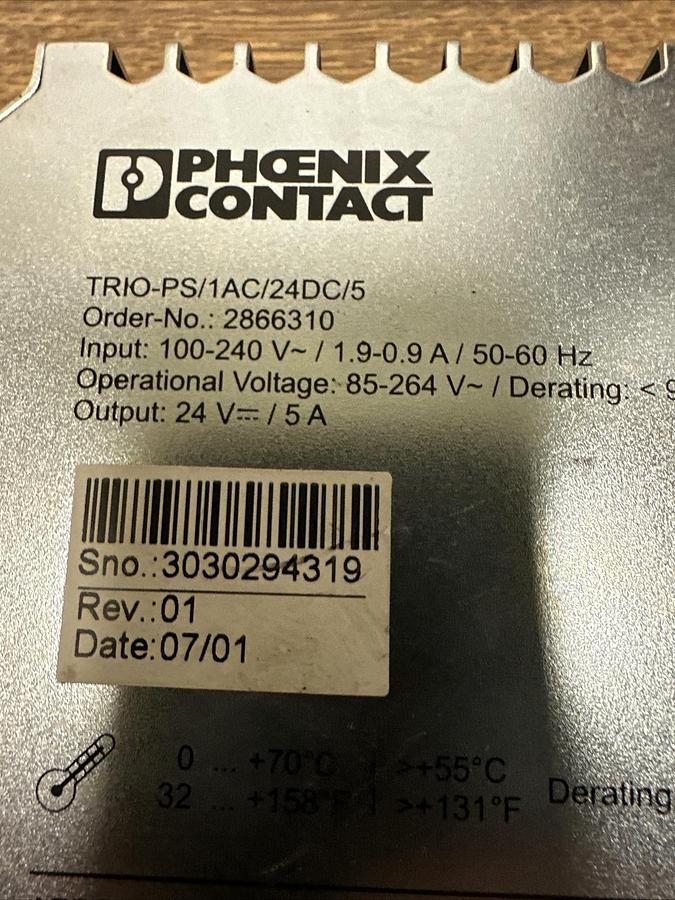 PHŒNIX
CONTACT
TRIO-PS/1AC/24DC/5
Order-No.: 2866310
Input: 100-240 V~ / 1.9-0.9 A / 50-60 Hz
Operational Voltage: 85-264 V~ / Derating: <
Output: 24 V⎓ / 5 A
Sno.:3030294319
Rev.:01
Date:07/01
0 ... +70°C | >+55°C
32 ... +158°F | >+131°F Derating